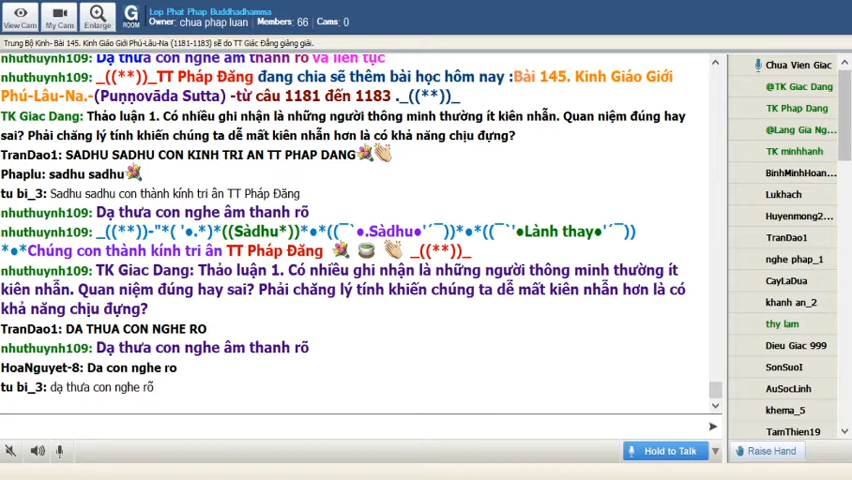 Lop Phat Phap Buddhadhamma
Owner: chua phap luan Members: 66 Cams: 0
View Cam
My Cam
Enlarge
G
ROOM
Trung Bộ Kinh- Bài 145. Kinh Giáo Giới Phú-Lâu-Na (1181-1183) sẽ do TT Giác Đẳng giảng giải.
nhuthuynh109: Dạ thưa con nghe âm thanh rõ và liên tục
nhuthuynh109: _((**))_TT Pháp Đăng đang chia sẽ thêm bài học hôm nay :Bài 145. Kinh Giáo Giới
Phú-Lâu-Na.-(Puṇṇovāda Sutta) -từ câu 1181 đến 1183 ._((**))_
TK Giac Dang: Thảo luận 1. Có nhiều ghi nhận là những người thông minh thường ít kiên nhẫn. Quan niệm đúng hay
sai? Phải chăng lý tính khiến chúng ta dễ mất kiên nhẫn hơn là có khả năng chịu đựng?
TranDao1: SADHU SADHU CON KINH TRI AN TT PHAP DANG
Phaplu: sadhu sadhu
tu bi_3: Sadhu sadhu con thành kính tri ân TT Pháp Đăng
nhuthuynh109: Dạ thưa con nghe âm thanh rõ
nhuthuynh109: _((**))-"*( '●.*)*((Sàdhu*))*●*((¯`●.Sàdhu●'´¯))*●*((¯`'●Lành thay●'´¯))
*●*Chúng con thành kính tri ân TT Pháp Đăng _((**))_
nhuthuynh109: TK Giac Dang: Thảo luận 1. Có nhiều ghi nhận là những người thông minh thường ít
kiên nhẫn. Quan niệm đúng hay sai? Phải chăng lý tính khiến chúng ta dễ mất kiên nhẫn hơn là có
khả năng chịu đựng?
TranDao1: DA THUA CON NGHE RO
nhuthuynh109: Dạ thưa con nghe âm thanh rõ
HoaNguyet-8: Da con nghe ro
tu bi_3: dạ thưa con nghe rõ
Hold to Talk
Chua Vien Giac
@TK Giac Dang
TK Phap Dang
@Lang Gia Ng...
TK minhhanh
BinhMinhHoan...
Lukhach
Huyenmong2...
TranDao1
nghe phap_1
CayLaDua
khanh an_2
thy lam
Dieu Giac 999
SonSuoI
AuSocLinh
khema_5
TamThien19
Raise Hand